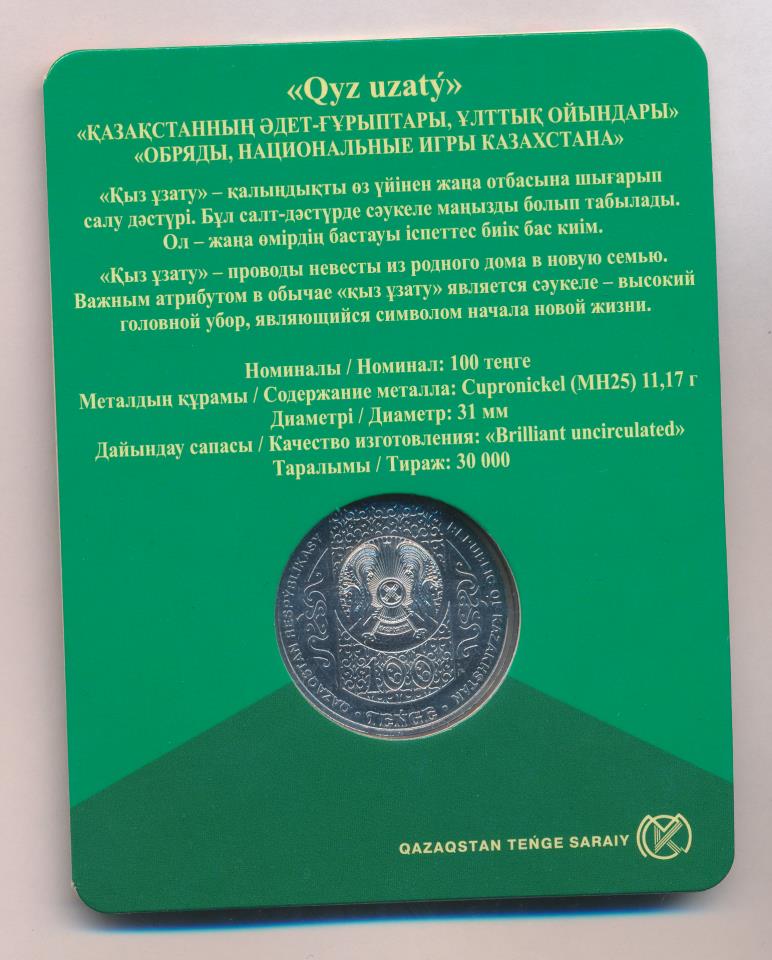 «Qyz uzatý»
«ҚАЗАҚСТАННЫҢ ӘДЕТ-ҒҰРЫПТАРЫ, ҰЛТТЫҚ ОЙЫНДАРЫ»
«ОБРЯДЫ, НАЦИОНАЛЬНЫЕ ИГРЫ КАЗАХСТАНА»
«Қыз ұзату» – қалыңдықты өз үйінен жаңа отбасына шығарып
салу дәстүрі. Бұл салт-дәстүрде сәукеле маңызды болып табылады.
Ол – жаңа өмірдің бастауы іспеттес биік бас киім.
«Қыз ұзату» – проводы невесты из родного дома в новую семью.
Важным атрибутом в обычае «қыз ұзату» является сәукеле – высокий
головной убор, являющийся символом начала новой жизни.
Номиналы / Номинал: 100 теңге
Металдың құрамы / Содержание металла: Cupronickel (МН25) 11,17 г
Диаметрі / Диаметр: 31 мм
Дайындау сапасы / Качество изготовления: «Brilliant uncirculated»
Таралымы / Тираж: 30 000
QAZAQSTAN RESPÝBLIKASY
REPUBLIC OF KAZAKHSTAN
100
TEŃGE
QAZAQSTAN TEŃGE SARAIY